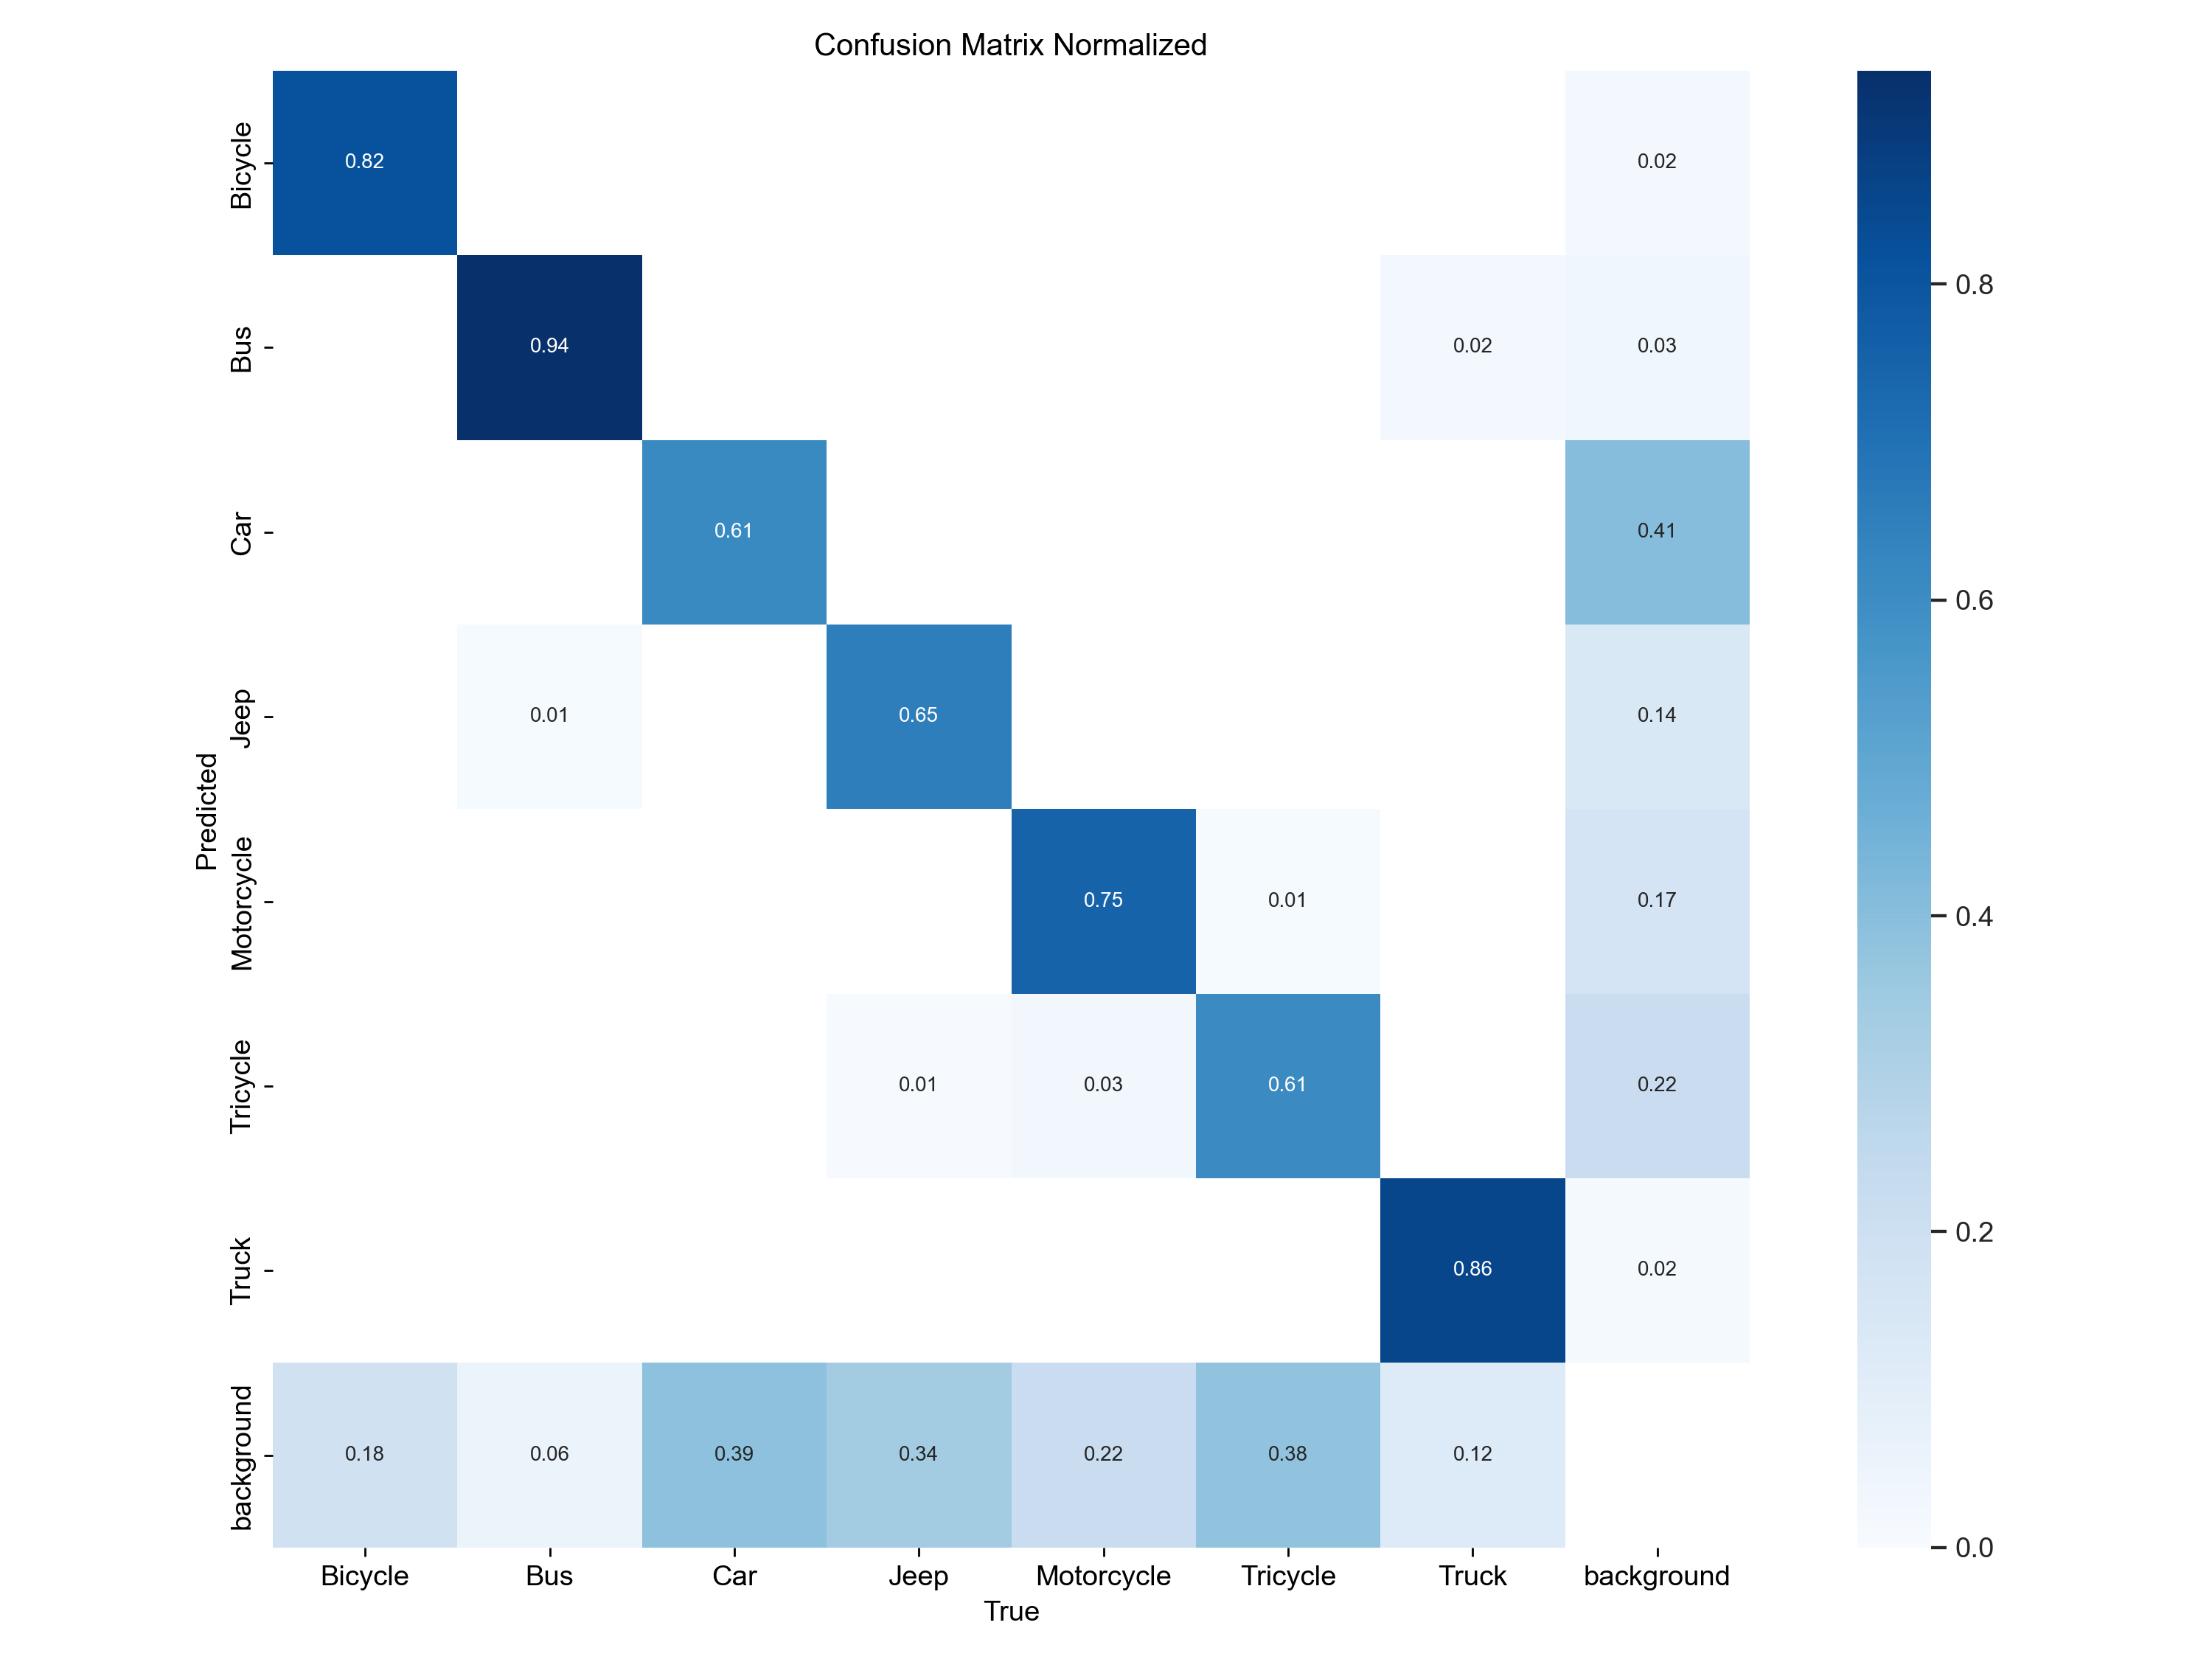 Confusion Matrix Normalized
Bicycle
0.82
0.02
Bus
0.94
0.02
0.03
Car
0.61
0.41
Jeep
0.01
0.65
0.14
Motorcycle
0.75
0.01
0.17
Tricycle
0.01
0.03
0.61
0.22
Truck
0.86
0.02
background
0.18
0.06
0.39
0.34
0.22
0.38
0.12
Predicted
Bicycle
Bus
Car
Jeep
Motorcycle
Tricycle
Truck
background
True
0.8
0.6
0.4
0.2
0.0